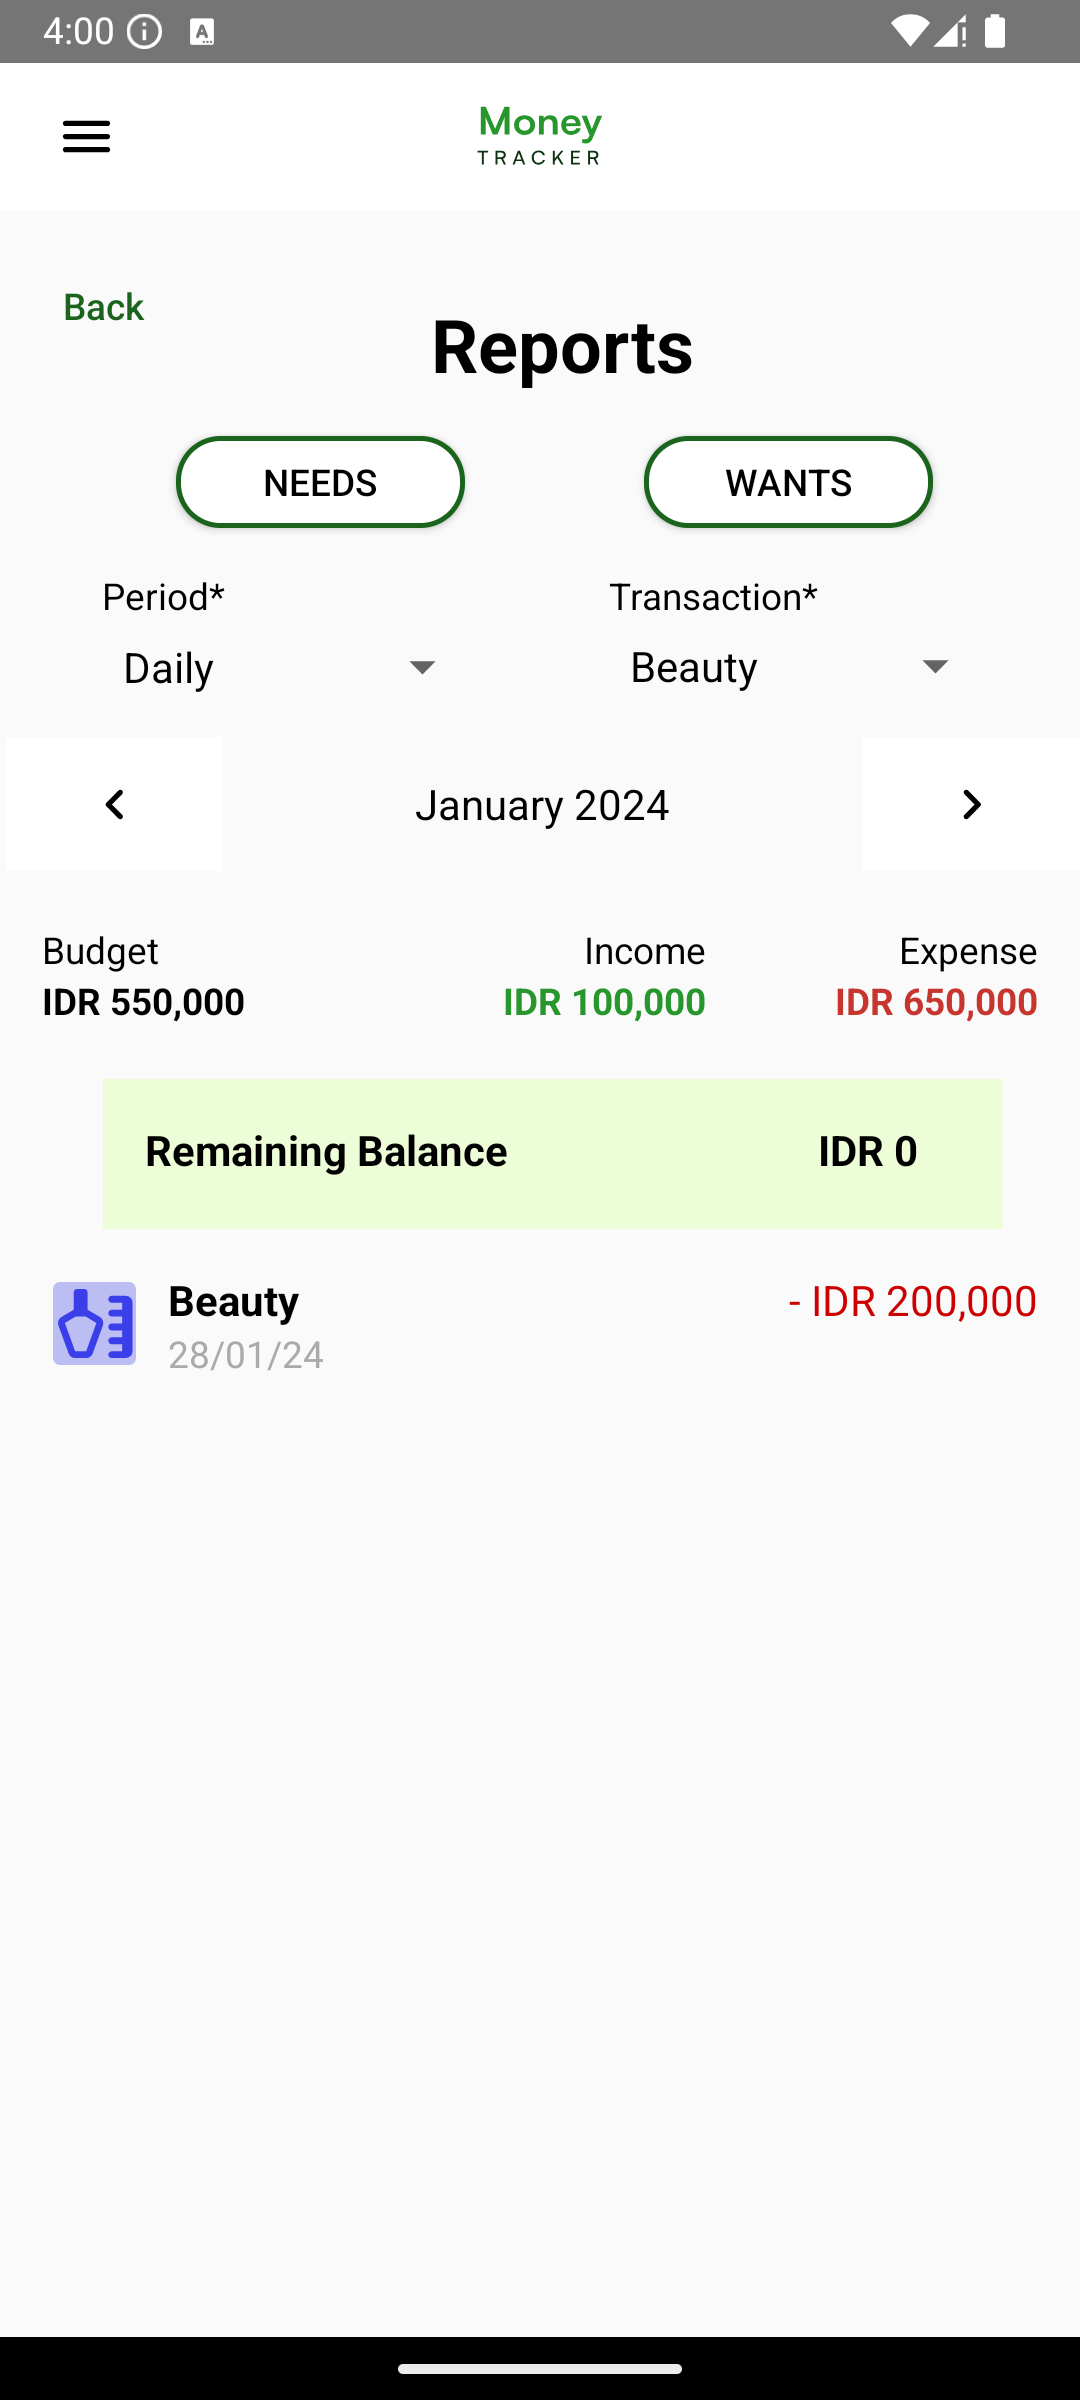 4:00
Money
TRACKER
Back
Reports
NEEDS
WANTS
Period*
Transaction*
Daily
Beauty
January 2024
Budget
Income
Expense
IDR 550,000
IDR 100,000
IDR 650,000
Remaining Balance
IDR 0
Beauty
- IDR 200,000
28/01/24